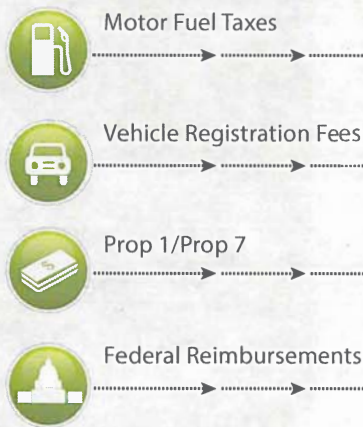 Motor Fuel Taxes
Vehicle Registration Fees
Prop 1/Prop 7
Federal Reimbursements